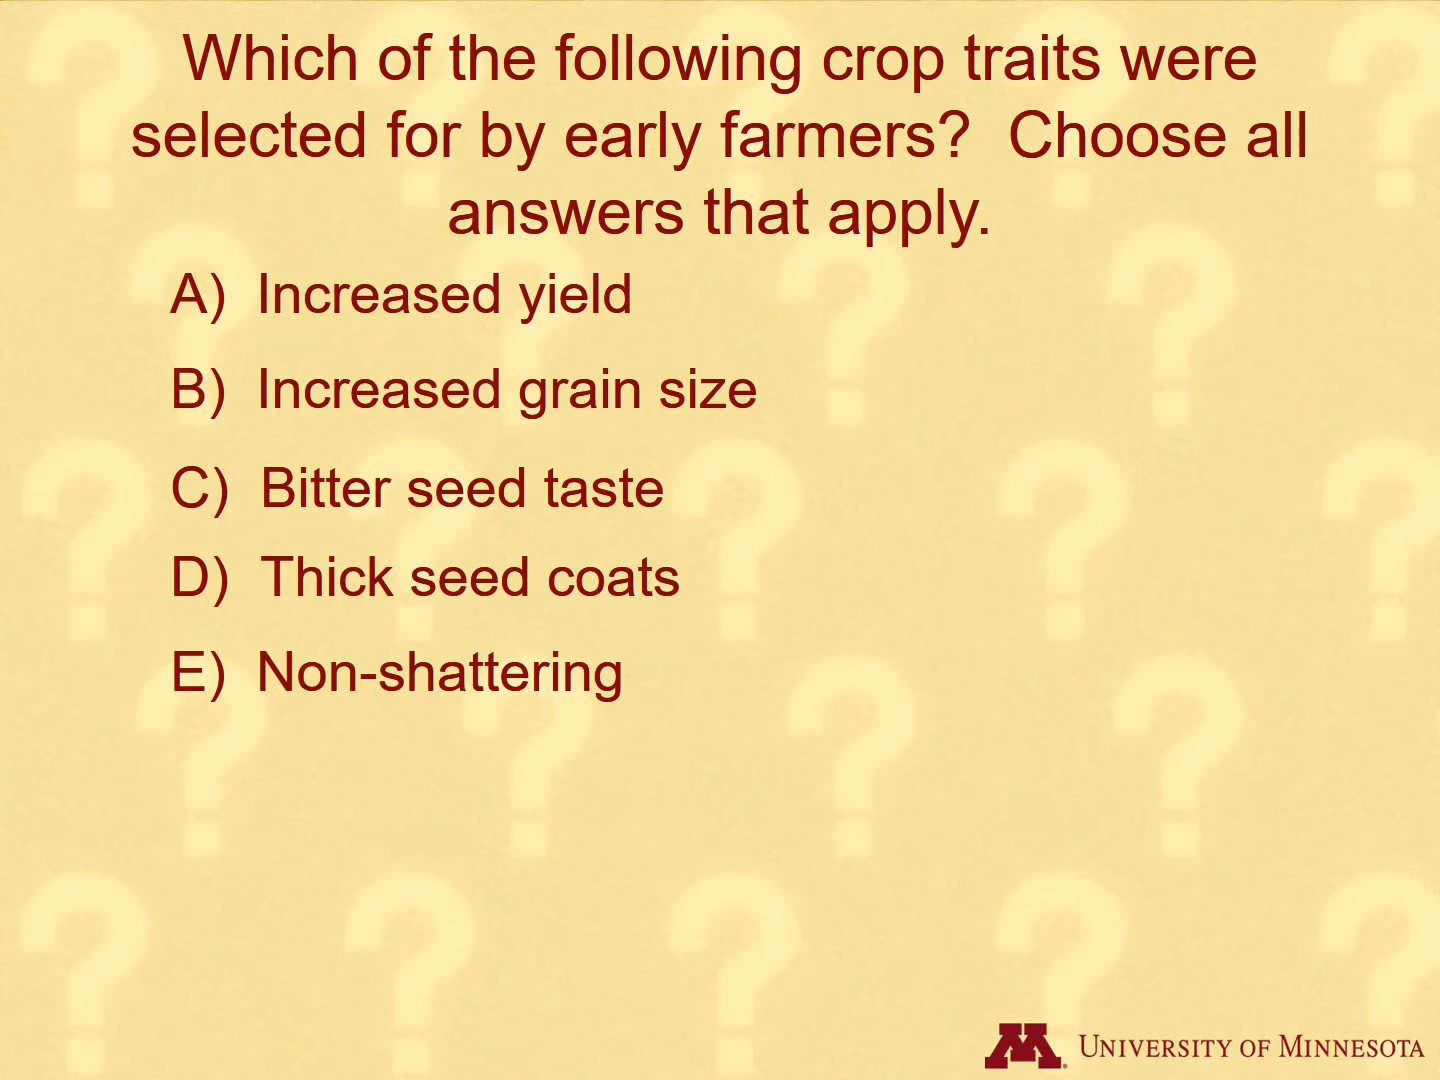 Which of the following crop traits were
selected for by early farmers?  Choose all
answers that apply.
A)  Increased yield
B)  Increased grain size
C)  Bitter seed taste
D)  Thick seed coats
E)  Non-shattering
M UNIVERSITY OF MINNESOTA